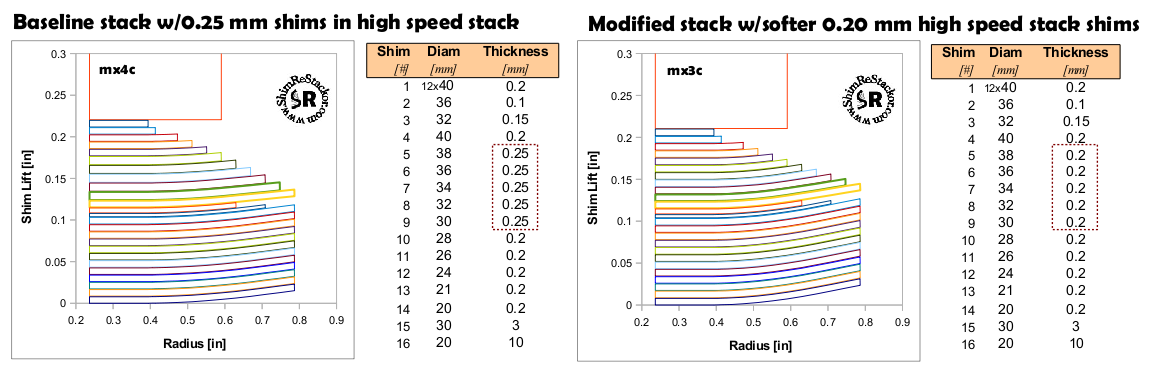 Baseline stack w/0.25 mm shims in high speed stack
mx4c
www.ShimReStackor.com
SR
0.3
0.25
0.2
0.15
0.1
0.05
0
Shim Lift [in]
0.2 0.3 0.4 0.5 0.6 0.7 0.8 0.9
Radius [in]
Shim Diam Thickness
[#] [mm] [mm]
1 12x40 0.2
2 36 0.1
3 32 0.15
4 40 0.2
5 38 0.25
6 36 0.25
7 34 0.25
8 32 0.25
9 30 0.25
10 28 0.2
11 26 0.2
12 24 0.2
13 21 0.2
14 20 0.2
15 30 3
16 20 10
Modified stack w/softer 0.20 mm high speed stack shims
mx3c
www.ShimReStackor.com
SR
0.3
0.25
0.2
0.15
0.1
0.05
0
Shim Lift [in]
0.2 0.3 0.4 0.5 0.6 0.7 0.8 0.9
Radius [in]
Shim Diam Thickness
[#] [mm] [mm]
1 12x40 0.2
2 36 0.1
3 32 0.15
4 40 0.2
5 38 0.2
6 36 0.2
7 34 0.2
8 32 0.2
9 30 0.2
10 28 0.2
11 26 0.2
12 24 0.2
13 21 0.2
14 20 0.2
15 30 3
16 20 10